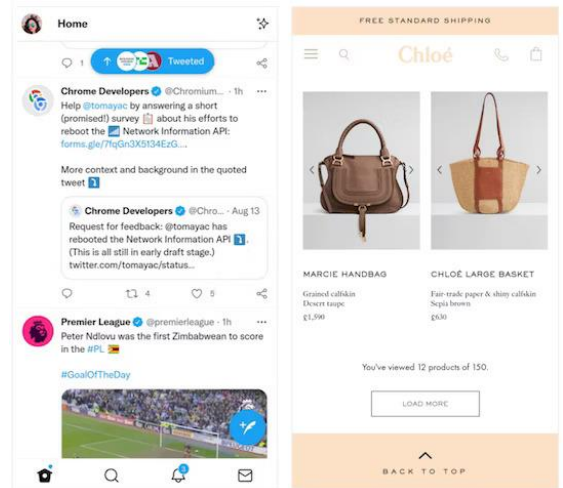 Home
1
Tweeted
Chrome Developers @Chromium... · 1h
Help @tomayac by answering a short
(promised!) survey about his efforts to
reboot the Network Information API:
forms.gle/7fqGn3X5134EzG...
More context and background in the quoted
tweet
Chrome Developers @Chro... · Aug 13
Request for feedback: @tomayac has
rebooted the Network Information API.
(This is all still in early draft stage.)
twitter.com/tomayac/status...
4 5
Premier League @premierleague · 1h
Peter Ndlovu was the first Zimbabwean to score
in the #PL
#GoalOfTheDay
3
FREE STANDARD SHIPPING
Chloé
MARCIE HANDBAG
Grained calfskin
Desert taupe
£1,590
CHLOÉ LARGE BASKET
Fair-trade paper & shiny calfskin
Sepia brown
£630
You've viewed 12 products of 150.
LOAD MORE
BACK TO TOP